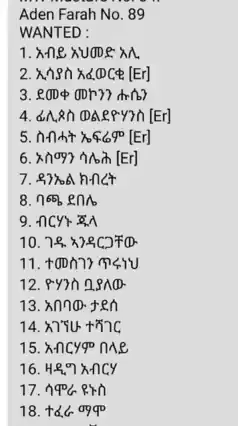 Aden Farah No. 89
WANTED :
1. አብይ አህመድ አሊ
2. ኢሳያስ አፈወርቂ [Er]
3. ደመቀ መኮንን ሑሴን
4. ፊሊጶስ ወልደዮሃንስ [Er]
5. ስብሓት ኤፍሬም [Er]
6. ኦስማን ሳሌሕ [Er]
7. ዳንኤል ክብረት
8. ዓሻ ደበሌ
9. ብርሃኑ ጁላ
10. ገዱ ኣንዳርጋቸው
11. ተመስገን ጥሩነህ
12. ዮሃንስ ቧያለው
13. አበባው ታደሰ
14. አገኘሁ ተሻገር
15. አብርሃም በላይ
16. ዛዲግ አብርሃ
17. ሳሞራ የኑስ
18. ተፈራ ማሞ